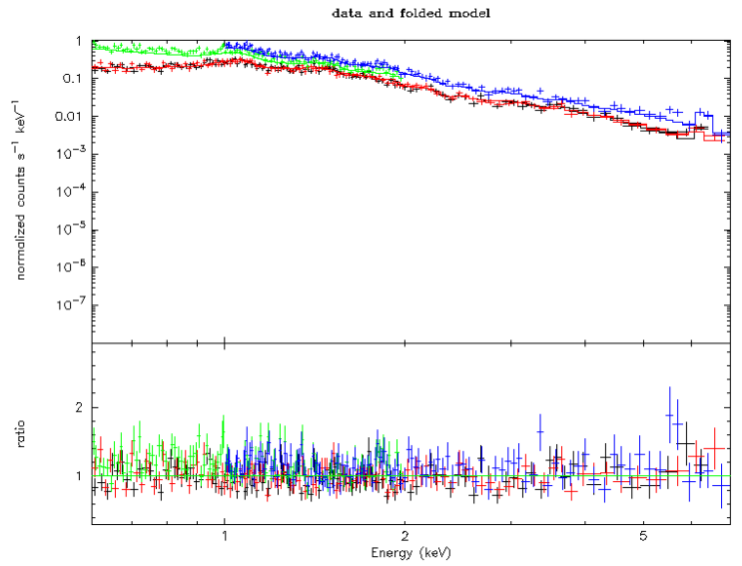 data and folded model
normalized counts s⁻¹ keV⁻¹
1
0.1
0.01
10⁻³
10⁻⁴
10⁻⁵
10⁻⁶
10⁻⁷
ratio
2
1
1 2 5
Energy (keV)